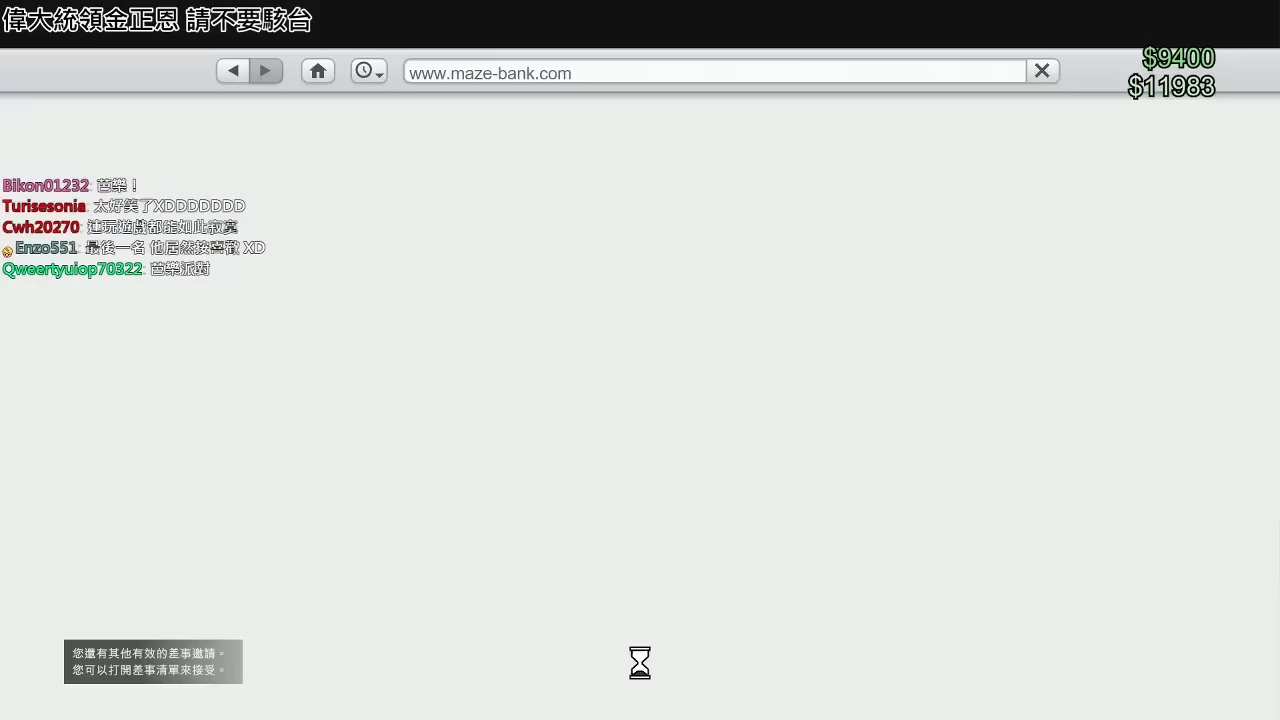 偉大統領金正恩 請不要駭台
www.maze-bank.com
$9400
$11983
Bikon01232: 芭樂！
Turisesonia: 太好笑了XDDDDDDD
Cwh20270: 連玩遊戲都能如此寂寞
Enzo551: 最後一名 他居然按喜歡 XD
Qweertyuiop70322: 芭樂派對
您還有其他有效的差事邀請。
您可以打開差事清單來接受。